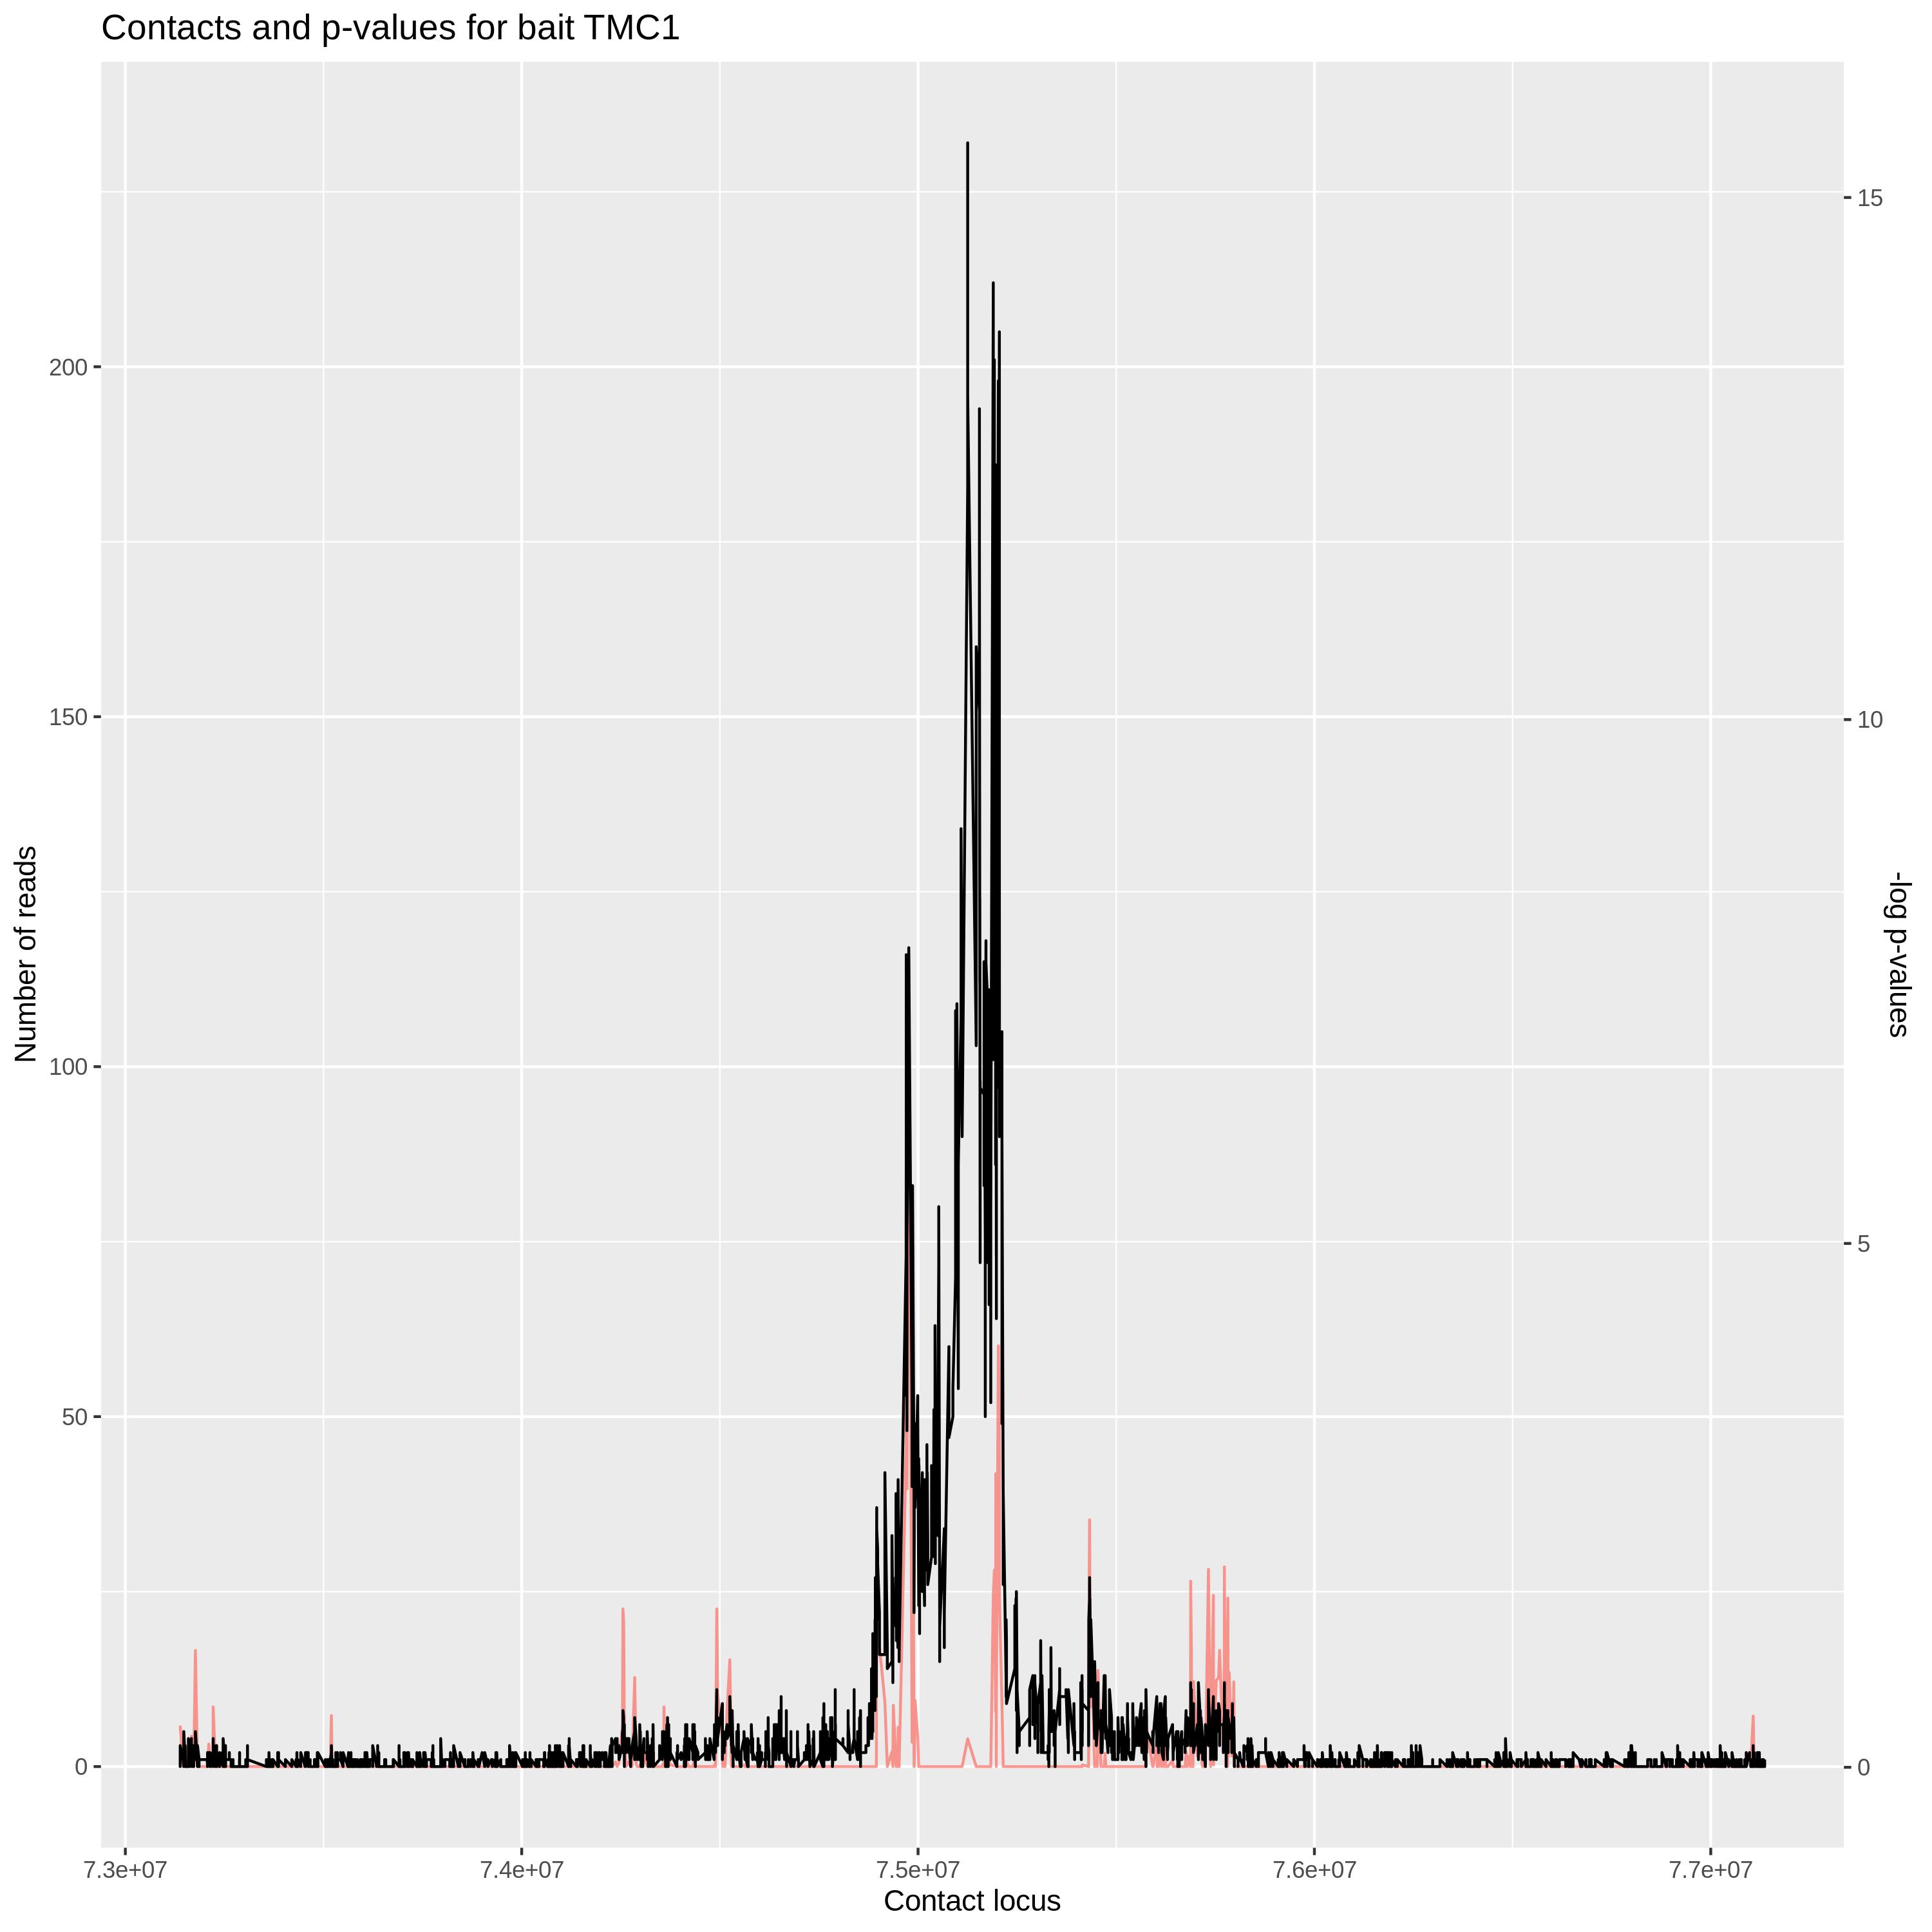 Contacts and p-values for bait TMC1
200
150
100
50
0
15
10
5
0
Number of reads
-log p-values
7.3e+07
7.4e+07
7.5e+07
7.6e+07
7.7e+07
Contact locus